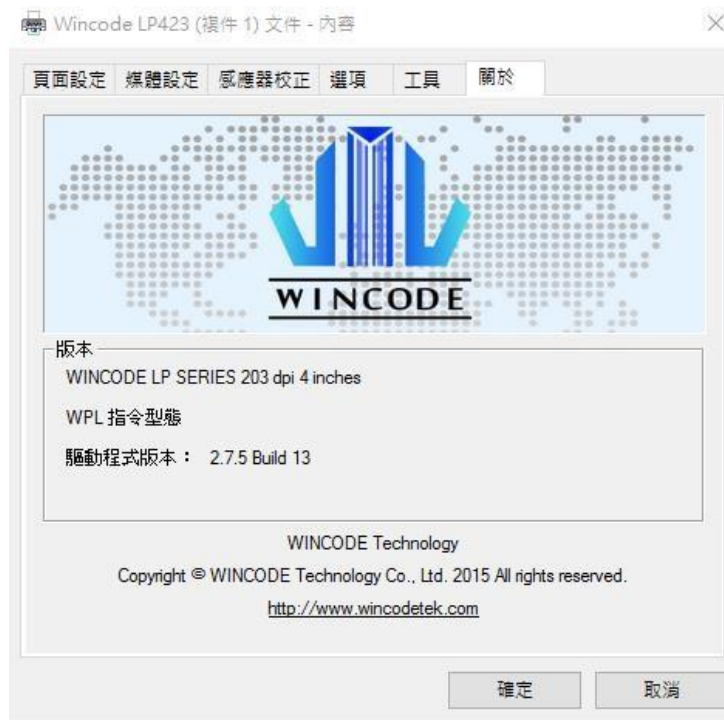 Wincode LP423 (複件 1) 文件 - 內容
頁面設定 媒體設定 感應器校正 選項 工具 關於
WINCODE
版本
WINCODE LP SERIES 203 dpi 4 inches
WPL 指令型態
驅動程式版本： 2.7.5 Build 13
WINCODE Technology
Copyright © WINCODE Technology Co., Ltd. 2015 All rights reserved.
http://www.wincodetek.com
確定 取消